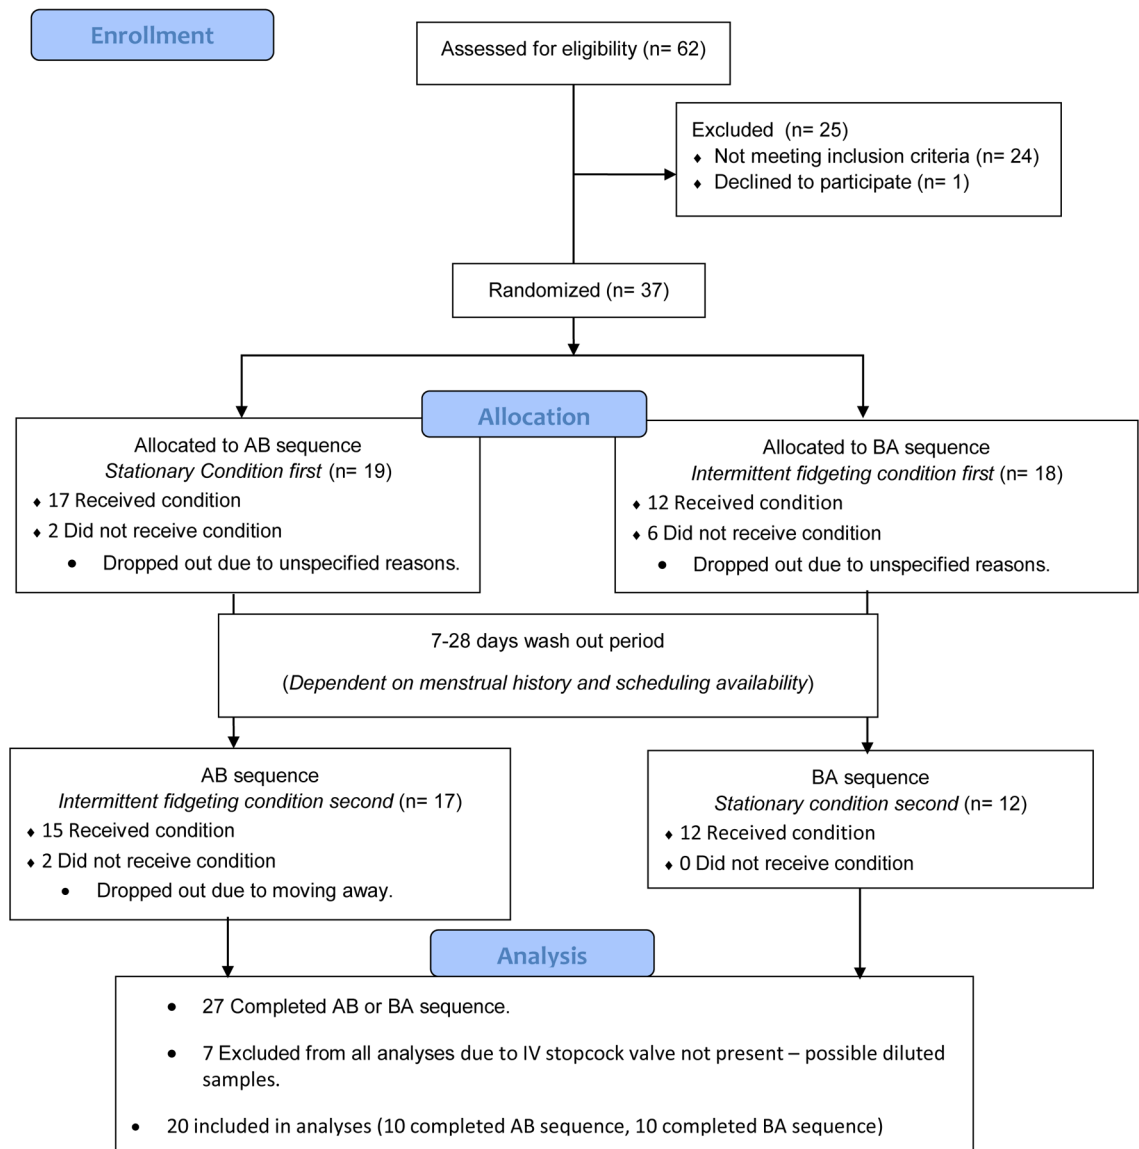 Enrollment
Assessed for eligibility (n= 62)
Excluded (n= 25)
♦ Not meeting inclusion criteria (n= 24)
♦ Declined to participate (n= 1)
Randomized (n= 37)
Allocation
Allocated to AB sequence
Stationary Condition first (n= 19)
♦ 17 Received condition
♦ 2 Did not receive condition
● Dropped out due to unspecified reasons.
Allocated to BA sequence
Intermittent fidgeting condition first (n= 18)
♦ 12 Received condition
♦ 6 Did not receive condition
● Dropped out due to unspecified reasons.
7-28 days wash out period
(Dependent on menstrual history and scheduling availability)
AB sequence
Intermittent fidgeting condition second (n= 17)
♦ 15 Received condition
♦ 2 Did not receive condition
● Dropped out due to moving away.
BA sequence
Stationary condition second (n= 12)
♦ 12 Received condition
♦ 0 Did not receive condition
Analysis
● 27 Completed AB or BA sequence.
● 7 Excluded from all analyses due to IV stopcock valve not present – possible diluted
samples.
● 20 included in analyses (10 completed AB sequence, 10 completed BA sequence)